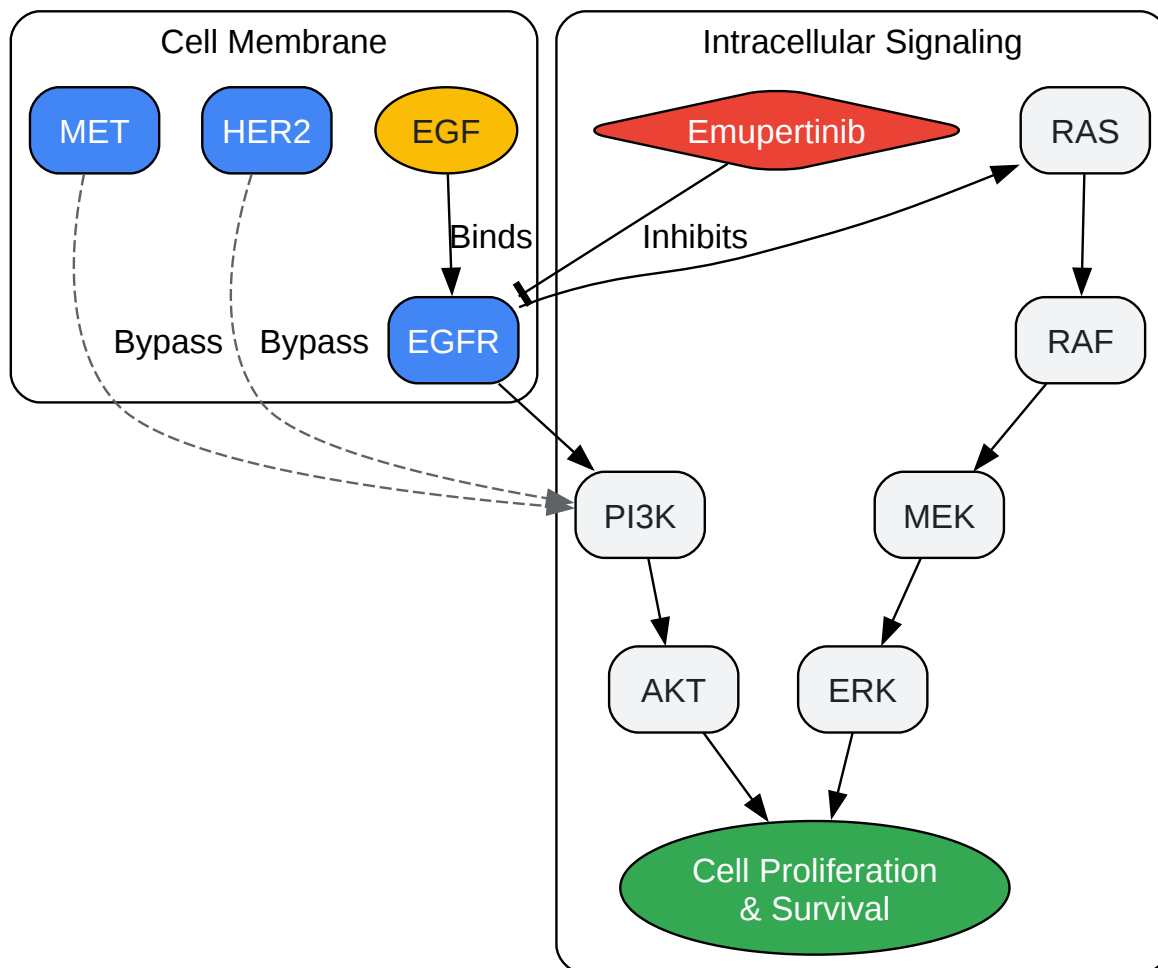 Cell Membrane
Intracellular Signaling
MET
HER2
EGF
Emupertinib
RAS
Binds
Inhibits
Bypass
Bypass
EGFR
RAF
PI3K
MEK
AKT
ERK
Cell Proliferation
& Survival